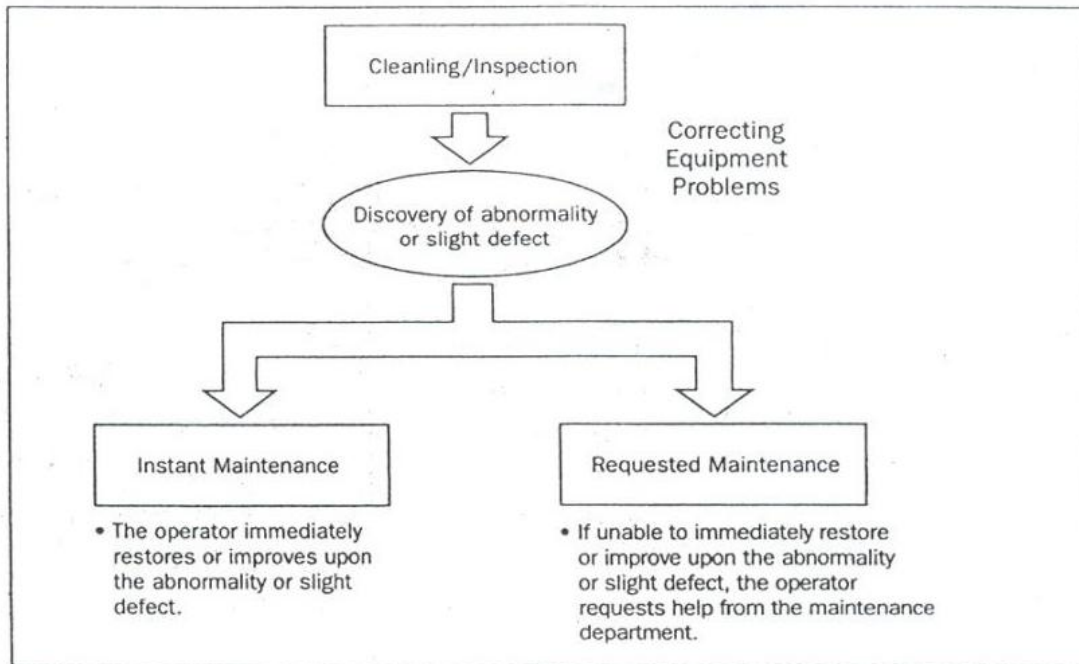 Cleanling/Inspection
Correcting
Equipment
Problems
Discovery of abnormality
or slight defect
Instant Maintenance
• The operator immediately
restores or improves upon
the abnormality or slight
defect.
Requested Maintenance
• If unable to immediately restore
or improve upon the abnormality
or slight defect, the operator
requests help from the maintenance
department.